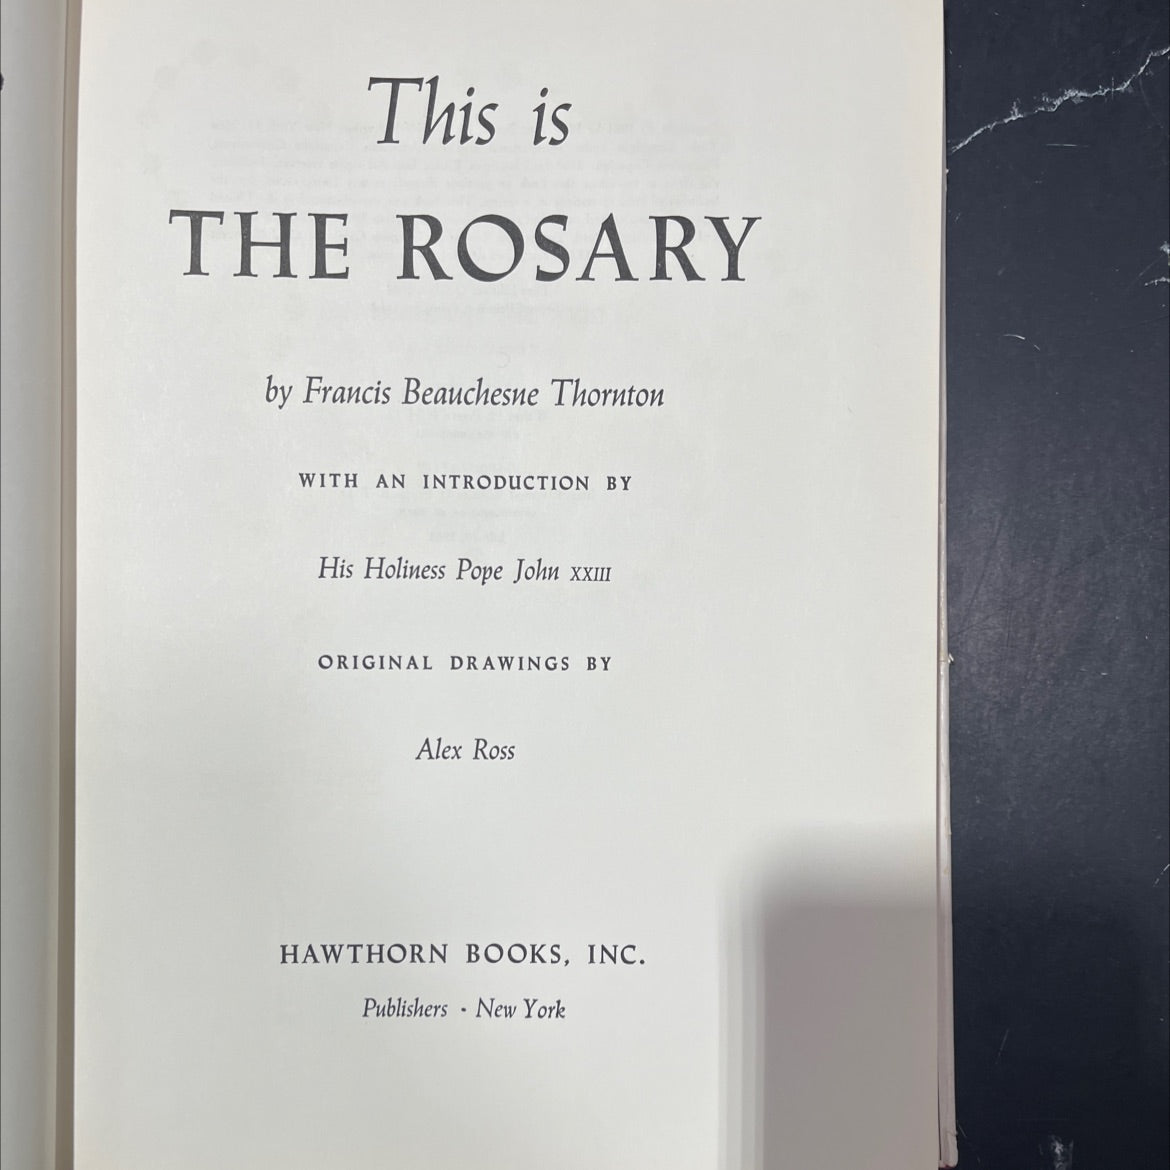 This is
THE ROSARY
by Francis Beauchesne Thornton
WITH AN INTRODUCTION BY
His Holiness Pope John XXIII
ORIGINAL DRAWINGS BY
Alex Ross
HAWTHORN BOOKS, INC.
Publishers · New York